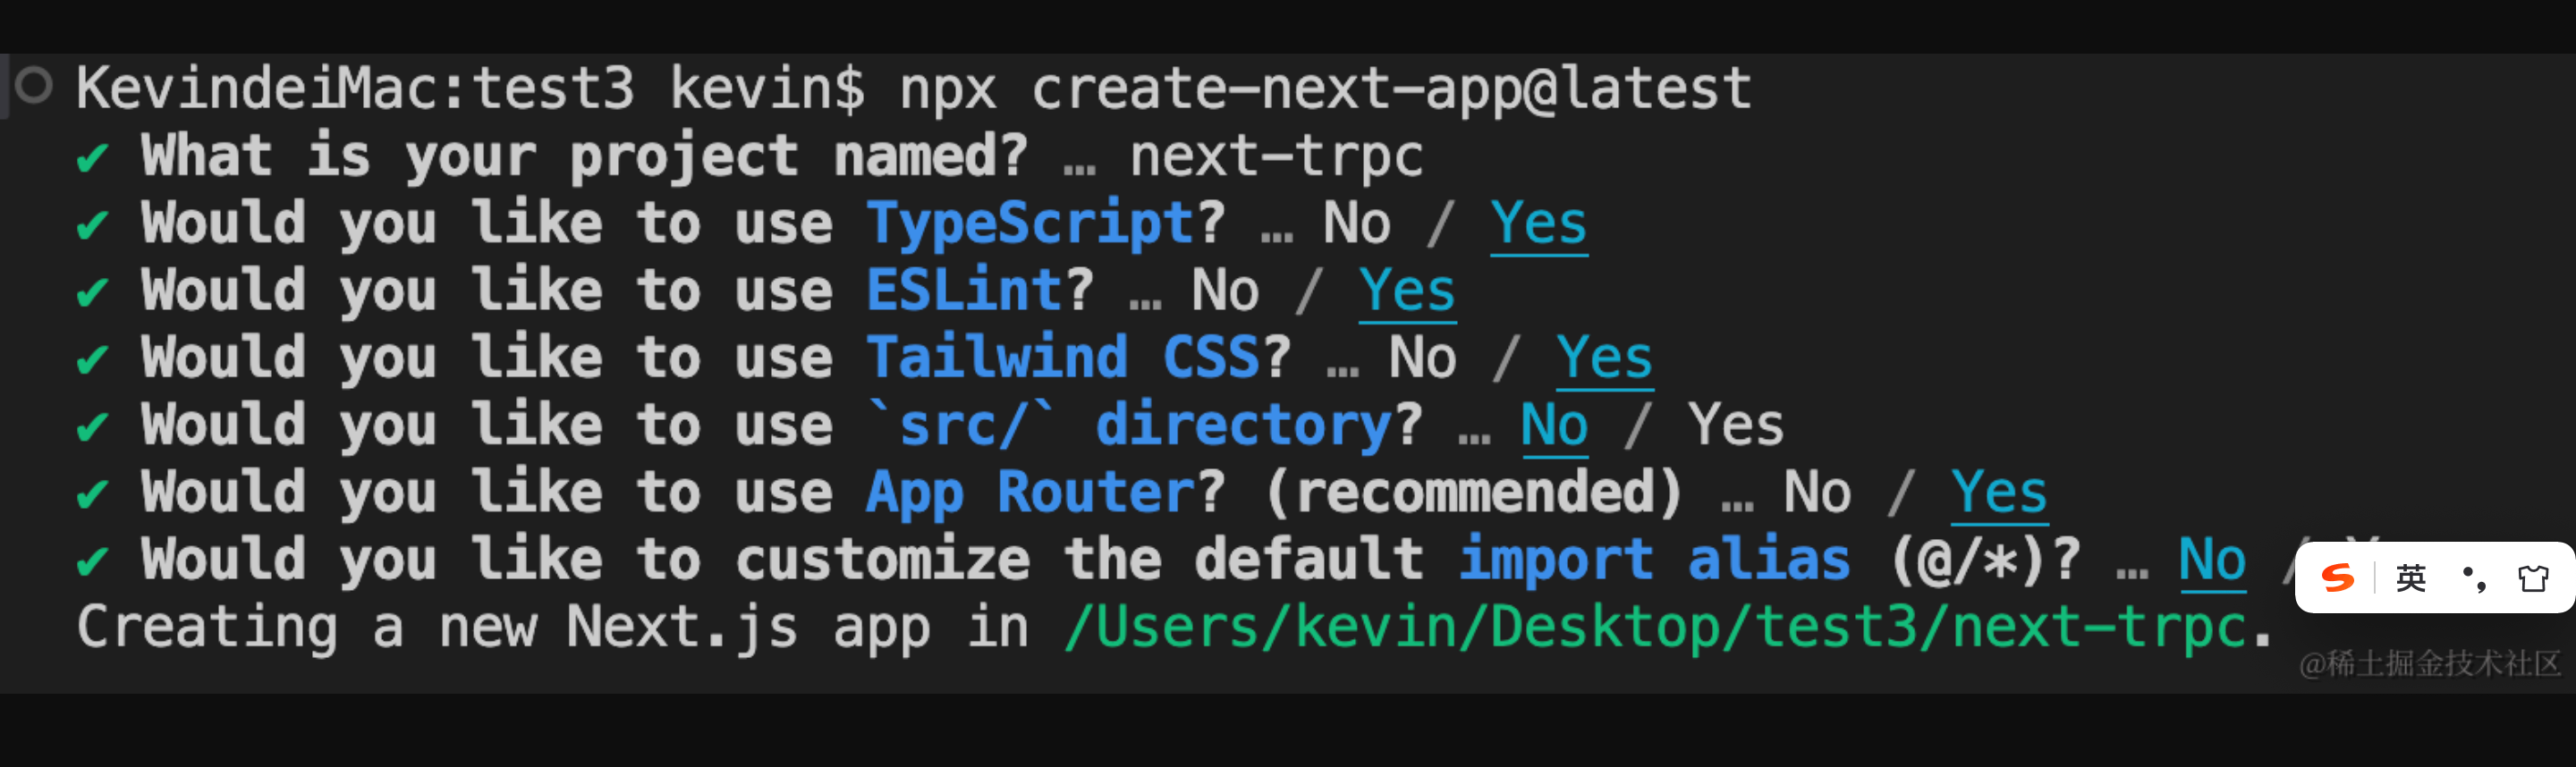 KevindeiMac:test3 kevin$ npx create-next-app@latest
✔ What is your project named? … next-trpc
✔ Would you like to use TypeScript? … No / Yes
✔ Would you like to use ESLint? … No / Yes
✔ Would you like to use Tailwind CSS? … No / Yes
✔ Would you like to use `src/` directory? … No / Yes
✔ Would you like to use App Router? (recommended) … No / Yes
✔ Would you like to customize the default import alias (@/*)? … No /
英
Creating a new Next.js app in /Users/kevin/Desktop/test3/next-trpc.
@稀土掘金技术社区